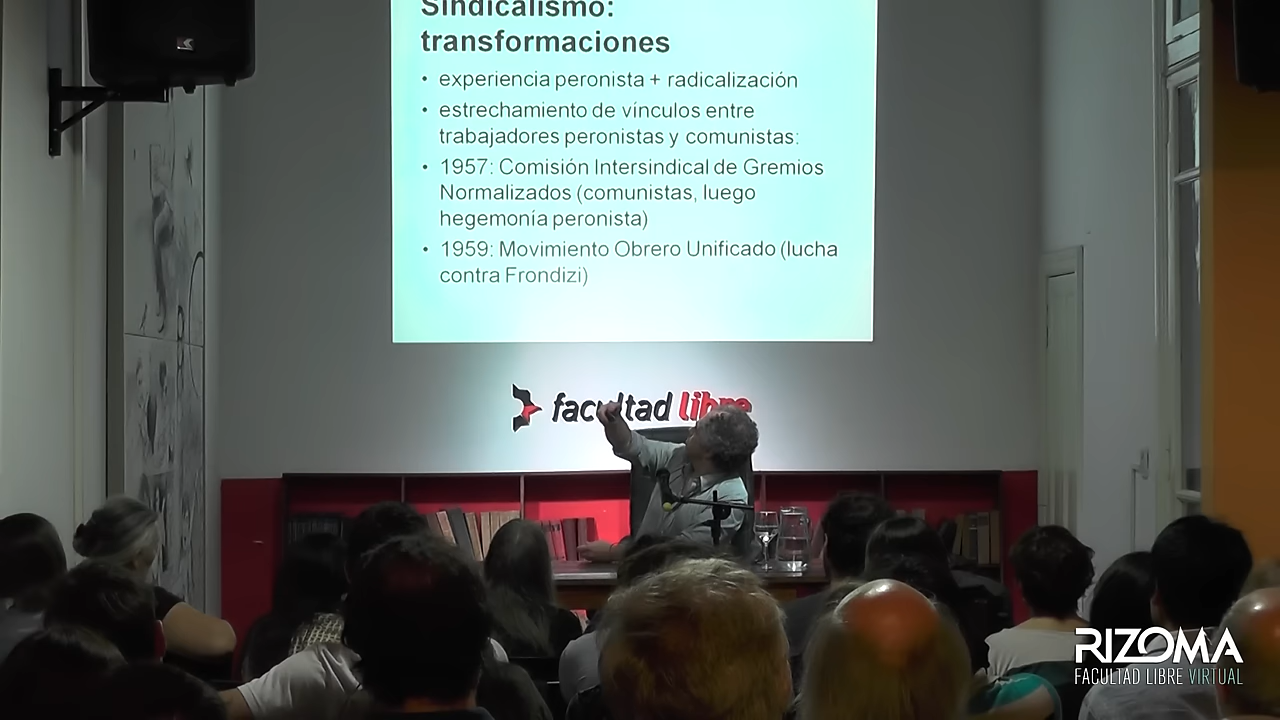 Sindicalismo:
transformaciones
• experiencia peronista + radicalización
• estrechamiento de vínculos entre
trabajadores peronistas y comunistas:
• 1957: Comisión Intersindical de Gremios
Normalizados (comunistas, luego
hegemonía peronista)
• 1959: Movimiento Obrero Unificado (lucha
contra Frondizi)
facultad libre
RIZOMA
FACULTAD LIBRE VIRTUAL